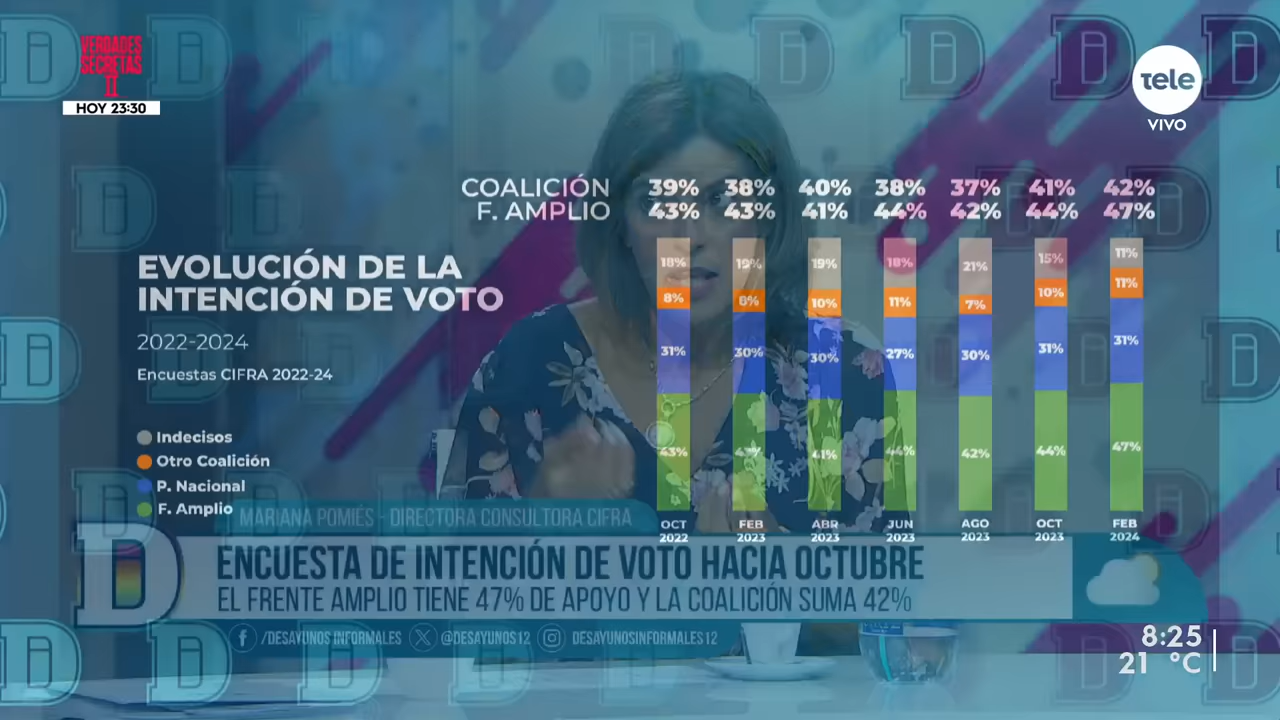 VERDADES
SECRETAS
II
HOY 23:30
tele
VIVO
COALICIÓN 39% 38% 40% 38% 37% 41% 42%
F. AMPLIO 43% 43% 41% 44% 42% 44% 47%
EVOLUCIÓN DE LA
INTENCIÓN DE VOTO
2022-2024
Encuestas CIFRA 2022-24
18% 19% 19% 18% 21% 15% 11%
8% 8% 10% 11% 7% 10% 11%
31% 30% 30% 27% 30% 31% 31%
43% 43% 41% 44% 42% 44% 47%
Indecisos
Otro Coalición
P. Nacional
F. Amplio
OCT FEB ABR JUN AGO OCT FEB
2022 2023 2023 2023 2023 2023 2024
MARIANA POMIÉS - DIRECTORA CONSULTORA CIFRA
ENCUESTA DE INTENCIÓN DE VOTO HACIA OCTUBRE
EL FRENTE AMPLIO TIENE 47% DE APOYO Y LA COALICIÓN SUMA 42%
/DESAYUNOSINFORMALES @DESAYUNOS12 DESAYUNOSINFORMALES12
8:25
21 °C